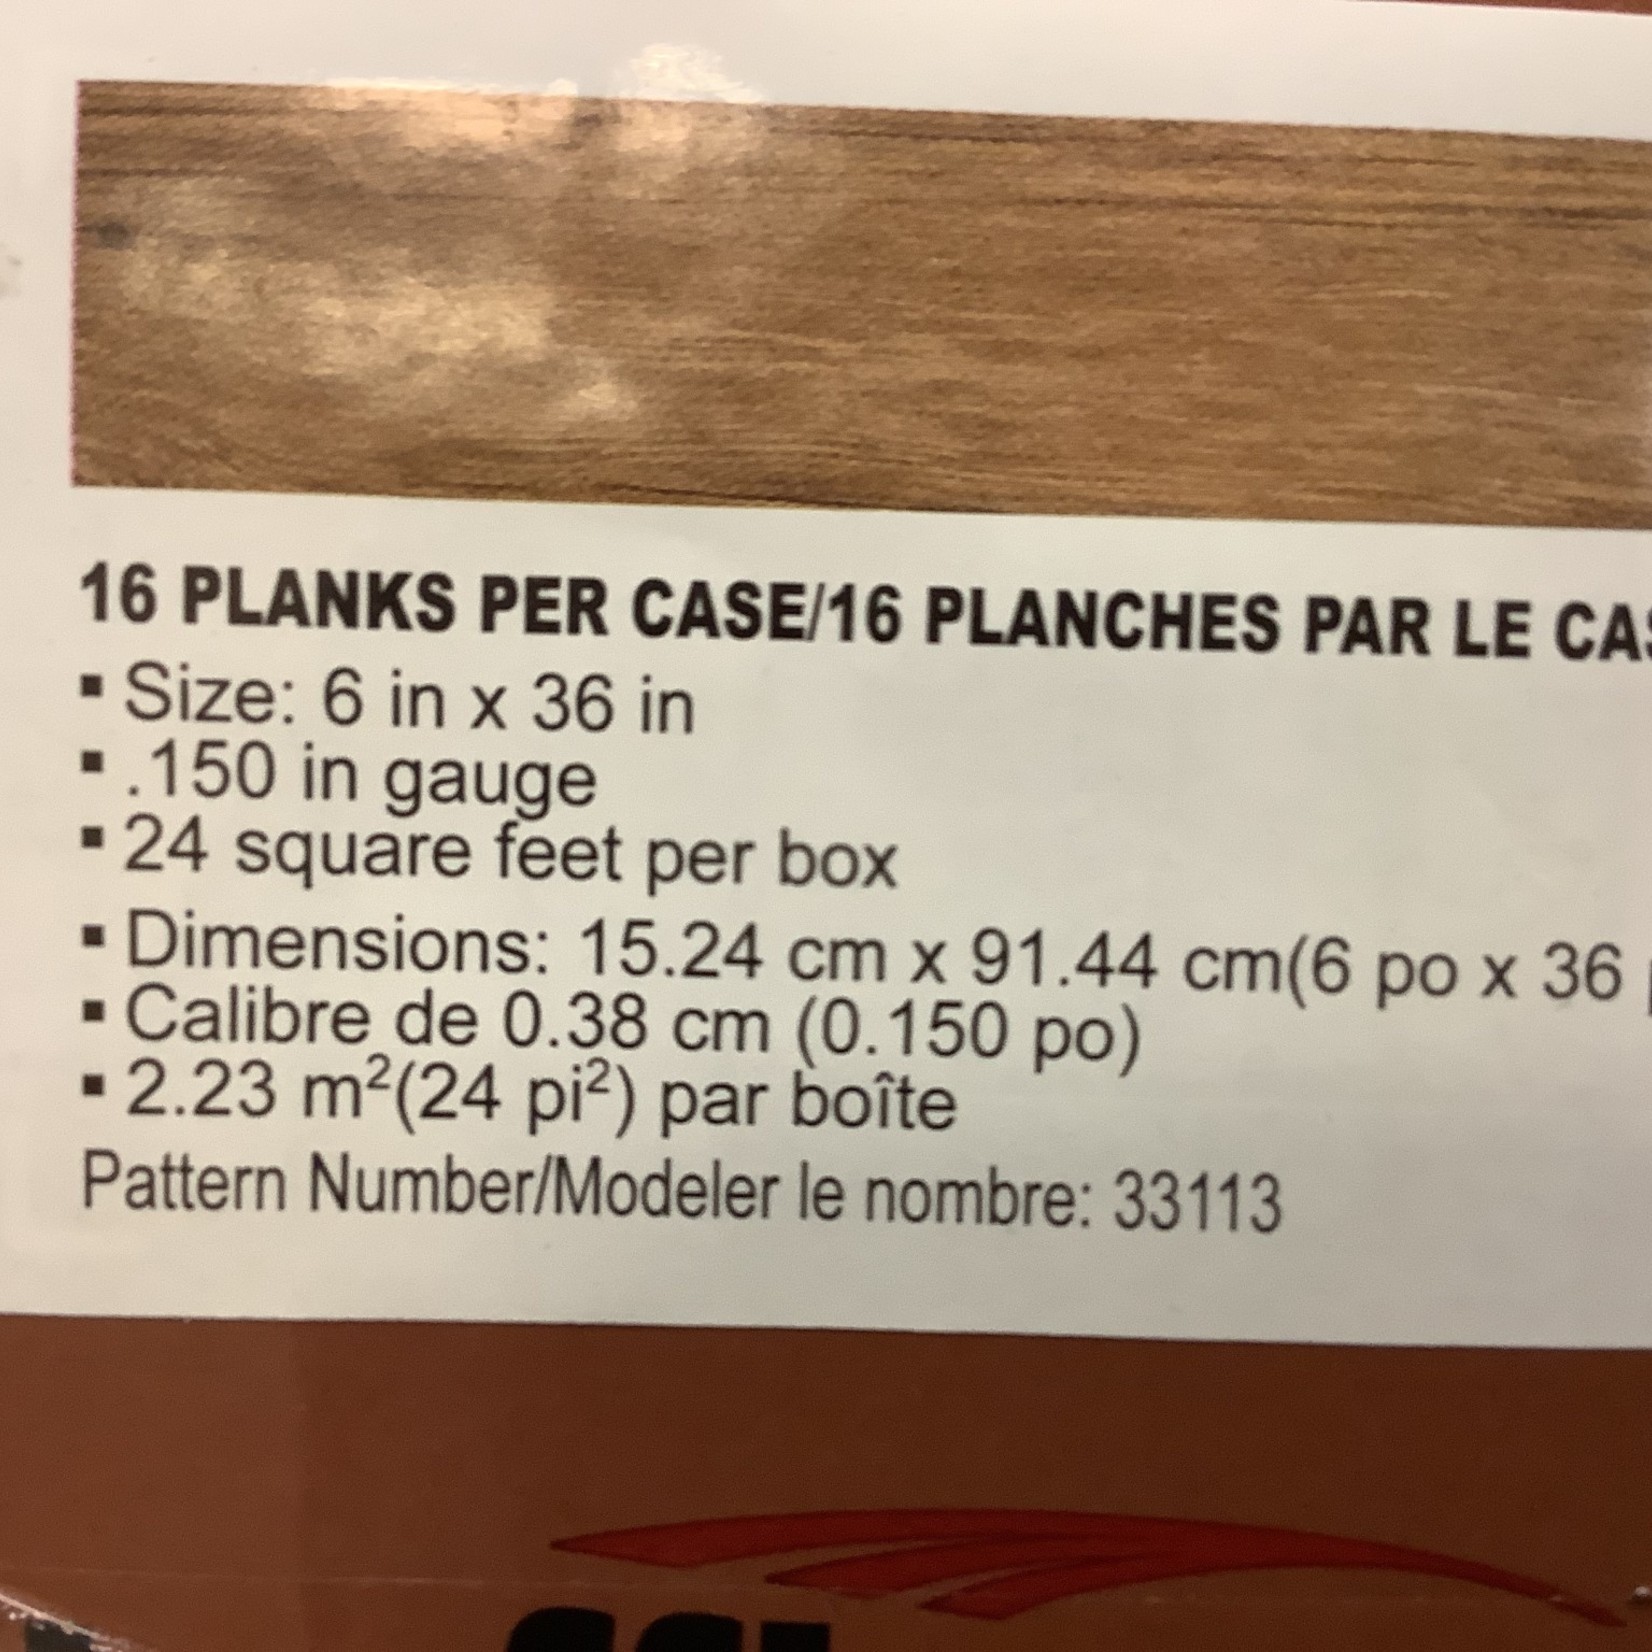 16 PLANKS PER CASE/16 PLANCHES PAR LE
▪ Size: 6 in x 36 in
▪ .150 in gauge
▪ 24 square feet per box
▪ Dimensions: 15.24 cm x 91.44 cm(6 po x 36
▪ Calibre de 0.38 cm (0.150 po)
▪ 2.23 m²(24 pi²) par boîte
Pattern Number/Modeler le nombre: 33113